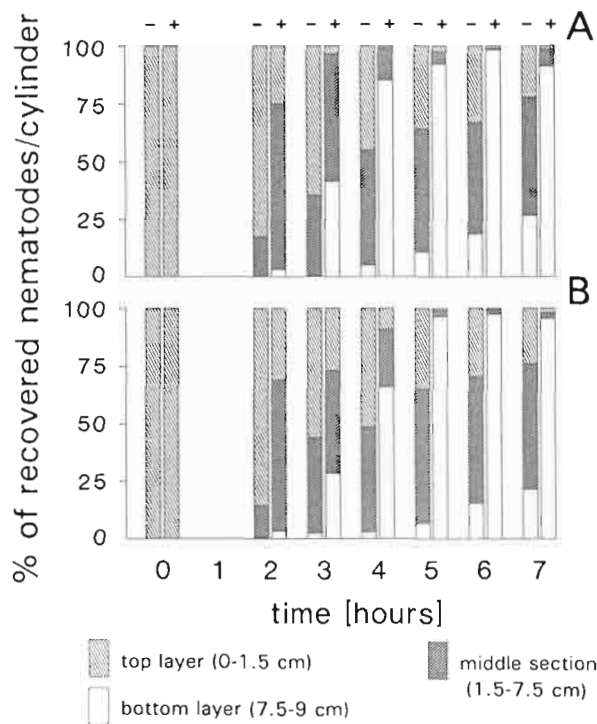 - + - + - + - + - + - + - + A
100
75
50
25
0
B
100
75
50
25
0
% of recovered nematodes/cylinder
0 1 2 3 4 5 6 7
time [hours]
top layer (0-1.5 cm)
bottom layer (7.5-9 cm)
middle section
(1.5-7.5 cm)